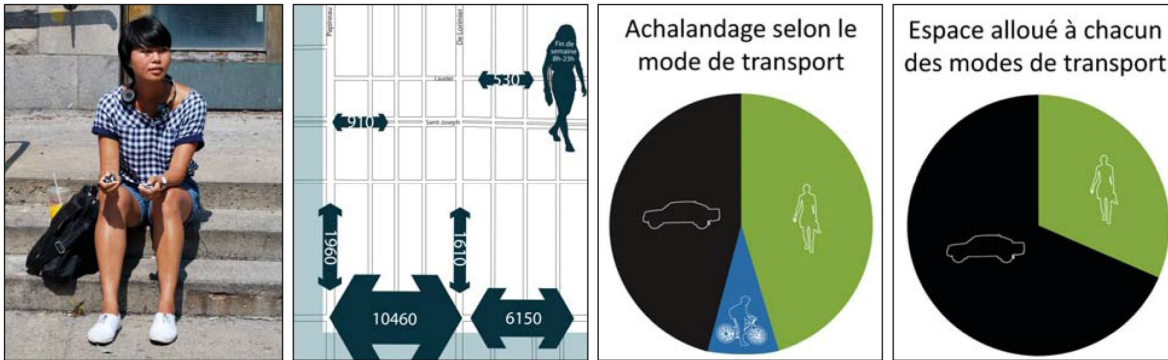 Papineau
De Lorimier
Fin de
semaine
8h-23h
Laurier
530
910
Saint-Joseph
1960
1610
10460
6150
Achalandage selon le
mode de transport
Espace alloué à chacun
des modes de transport